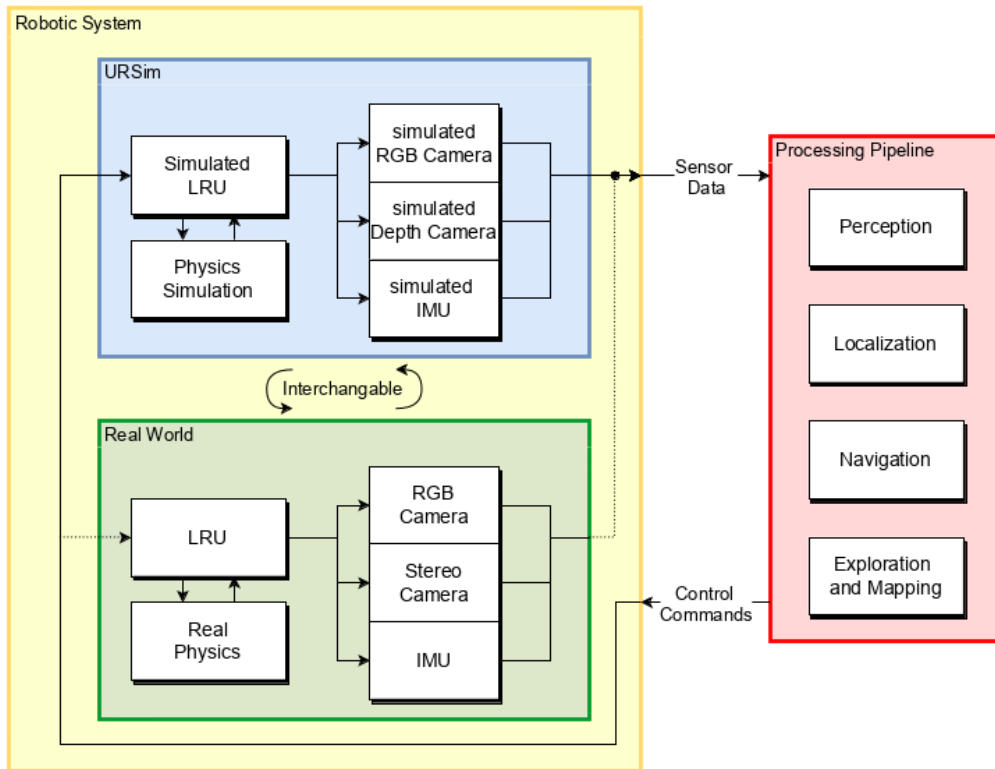 Robotic System
URSim
Simulated
LRU
Physics
Simulation
simulated
RGB Camera
simulated
Depth Camera
simulated
IMU
Interchangable
Real World
LRU
Real
Physics
RGB
Camera
Stereo
Camera
IMU
Sensor
Data
Control
Commands
Processing Pipeline
Perception
Localization
Navigation
Exploration
and Mapping